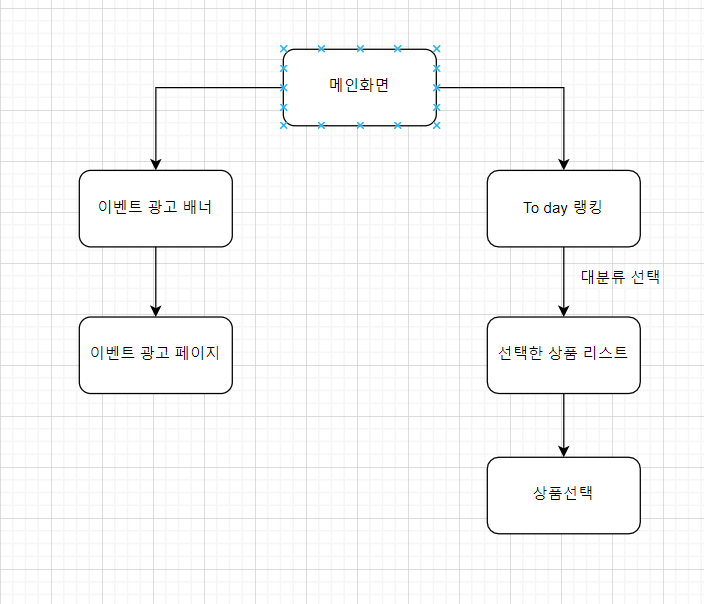 메인화면
이벤트 광고 배너
To day 랭킹
대분류 선택
이벤트 광고 페이지
선택한 상품 리스트
상품선택